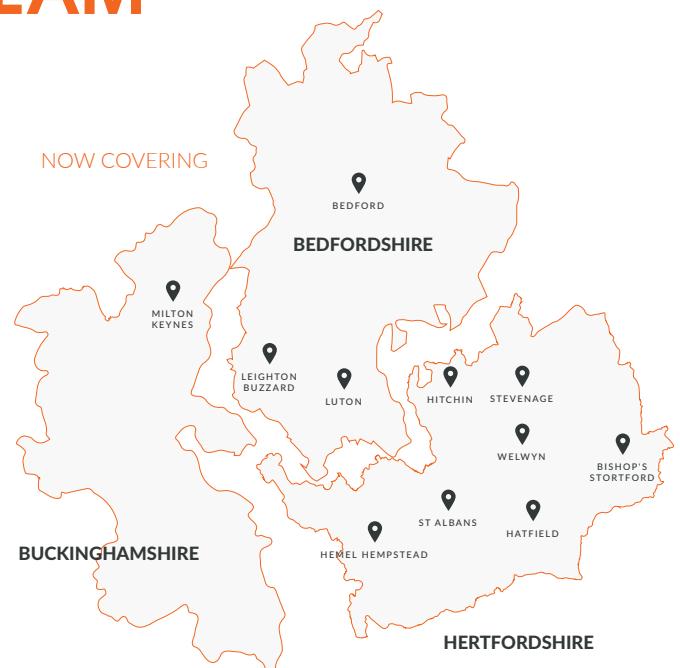 NOW COVERING
BEDFORD
BEDFORDSHIRE
MILTON
KEYNES
LEIGHTON
BUZZARD
LUTON
HITCHIN
STEVENAGE
WELWYN
BISHOP'S
STORTFORD
ST ALBANS
HATFIELD
HEMEL HEMPSTEAD
BUCKINGHAMSHIRE
HERTFORDSHIRE